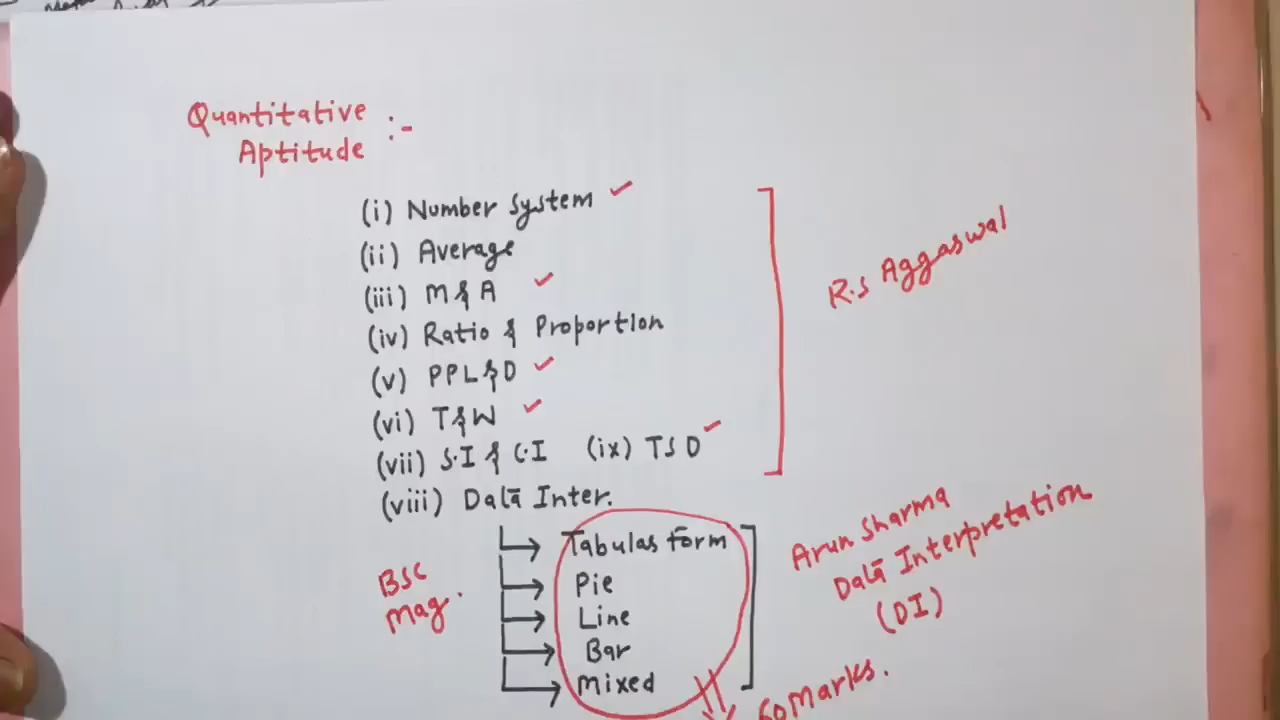 Quantitative
Aptitude :-
(i) Number System ✓
(ii) Average
(iii) M & A ✓
(iv) Ratio & Proportion
(v) PPL & D ✓
(vi) T & W ✓
(vii) S.I & C.I (ix) TSD ✓
(viii) Data Inter.
R.S Aggaswal
Tabulas form
Pie
Line
Bar
Mixed
BSC
Mag.
Arun Sharma
Data Interpretation
(DI)
60 Marks.